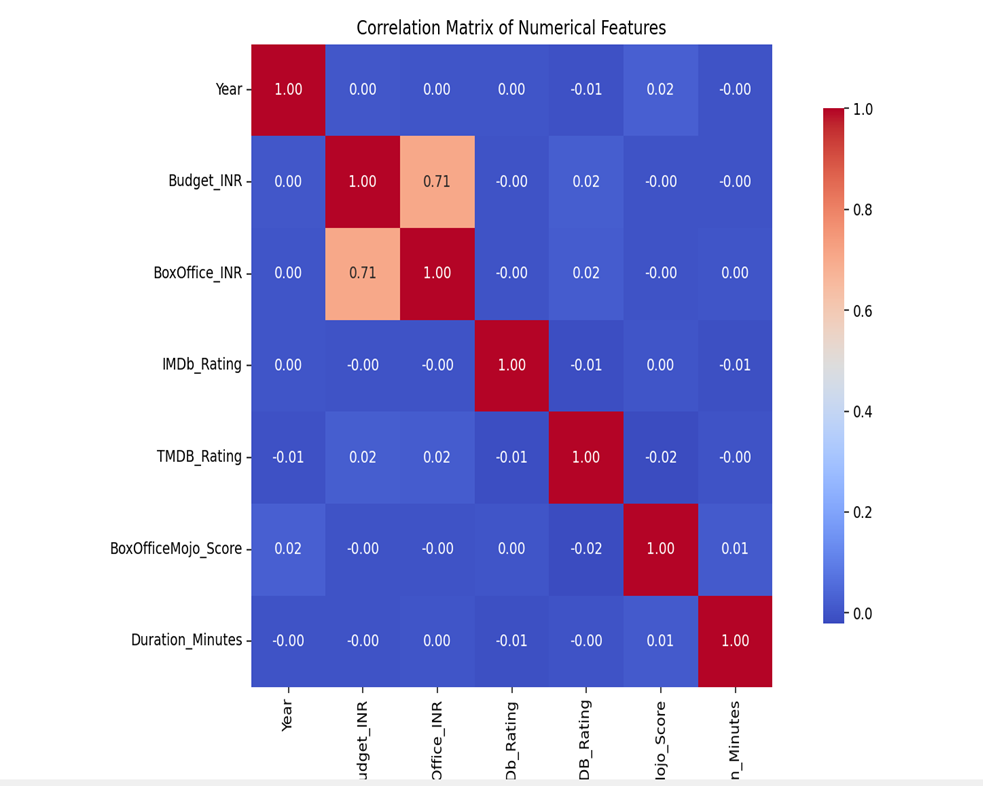 Correlation Matrix of Numerical Features
Year 1.00 0.00 0.00 0.00 -0.01 0.02 -0.00
Budget_INR 0.00 1.00 0.71 -0.00 0.02 -0.00 -0.00
BoxOffice_INR 0.00 0.71 1.00 -0.00 0.02 -0.00 0.00
IMDb_Rating 0.00 -0.00 -0.00 1.00 -0.01 0.00 -0.01
TMDB_Rating -0.01 0.02 0.02 -0.01 1.00 -0.02 -0.00
BoxOfficeMojo_Score 0.02 -0.00 -0.00 0.00 -0.02 1.00 0.01
Duration_Minutes -0.00 -0.00 0.00 -0.01 -0.00 0.01 1.00
Year
udget_INR
Office_INR
Db_Rating
DB_Rating
lojo_Score
n_Minutes
1.0
0.8
0.6
0.4
0.2
0.0